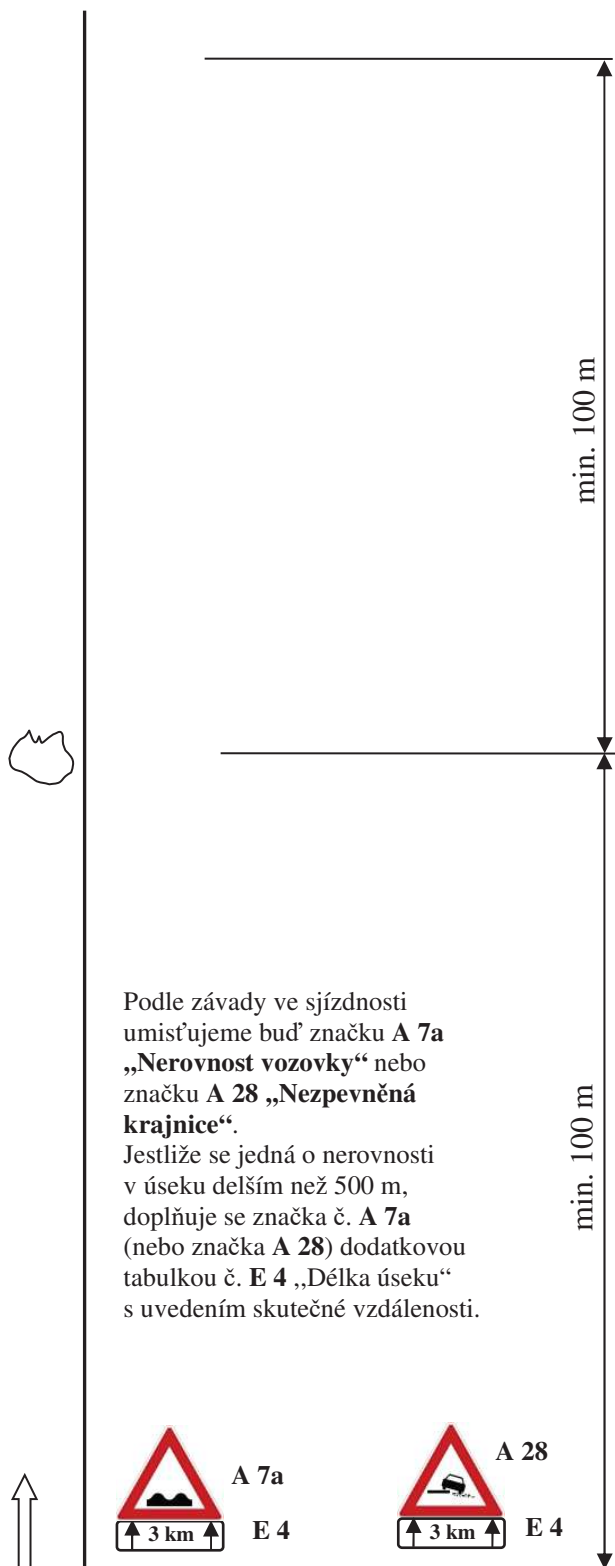 min. 100 m
Podle závady ve sjízdnosti
umisťujeme buď značku A 7a
„Nerovnost vozovky“ nebo
značku A 28 „Nezpevněná
krajnice“.
Jestliže se jedná o nerovnosti
v úseku delším než 500 m,
doplňuje se značka č. A 7a
(nebo značka A 28) dodatkovou
tabulkou č. E 4 „Délka úseku“
s uvedením skutečné vzdálenosti.
min. 100 m
A 7a
3 km
E 4
A 28
3 km
E 4